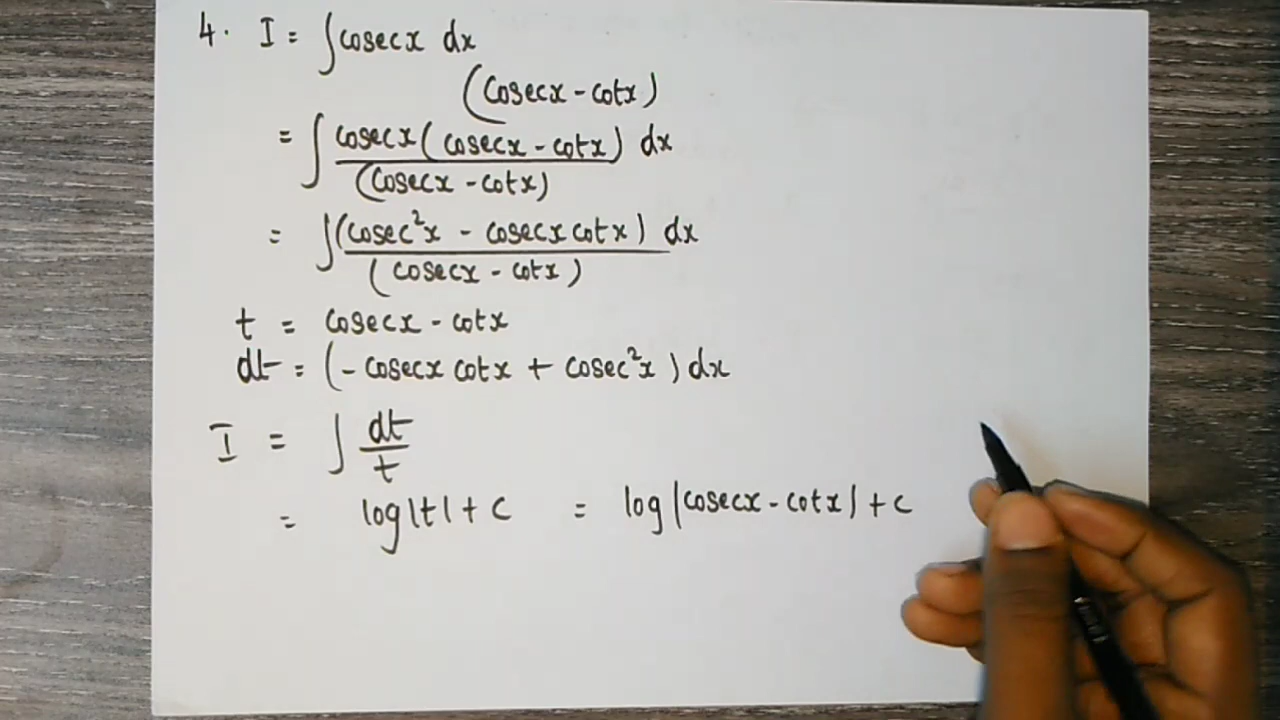 4. I = ∫cosecx dx
(cosecx - cotx)
= ∫ cosecx(cosecx - cotx) dx
(cosecx - cotx)
= ∫(cosec²x - cosecx cotx) dx
(cosecx - cotx)
t = cosecx - cotx
dt = (- cosecx cotx + cosec²x) dx
I = ∫ dt
t
= log|t| + c = log|cosecx - cotx| + c